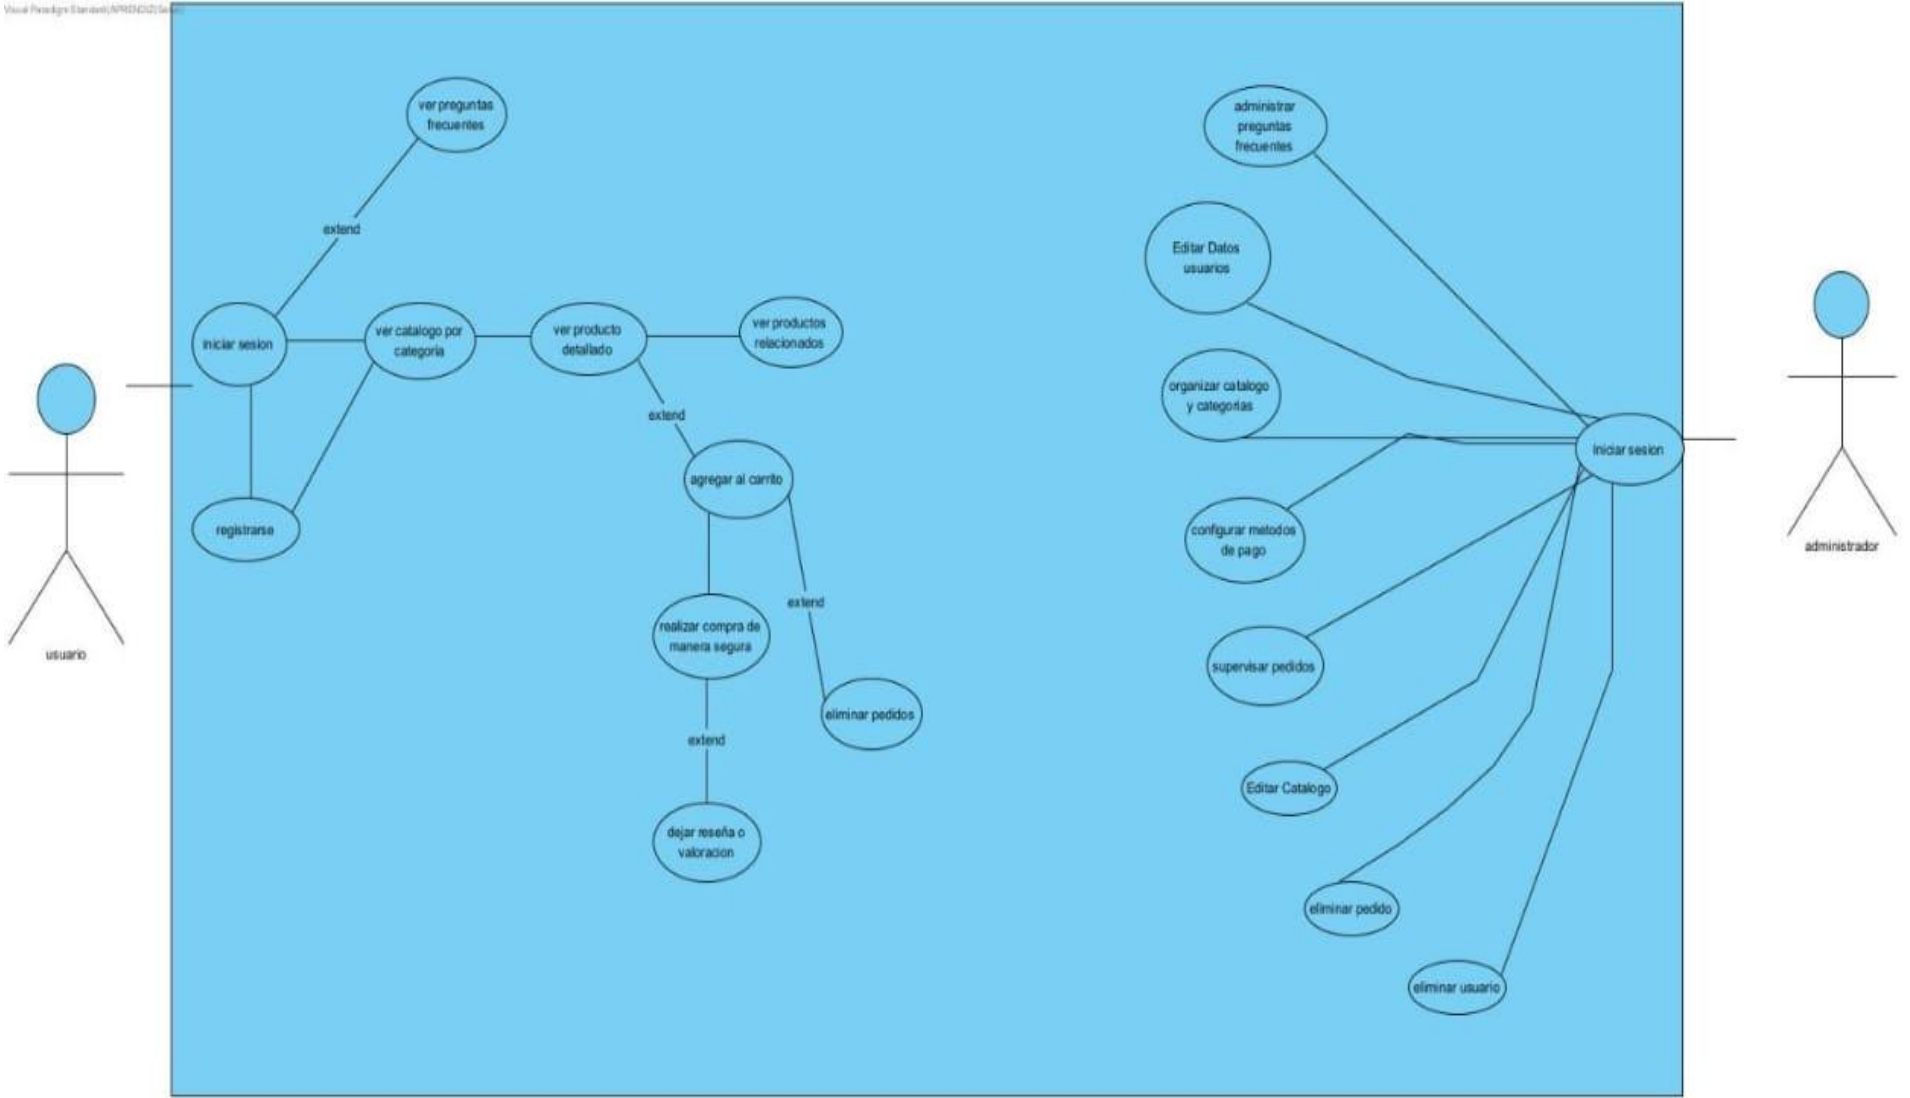 ver preguntas
frecuentes
extend
iniciar sesion
ver catalogo por
categoria
ver producto
detallado
ver productos
relacionados
extend
agregar al carrito
registrarse
realizar compra de
manera segura
extend
eliminar pedidos
extend
dejar reseña o
valoracion
usuario
administrar
preguntas
frecuentes
Editar Datos
usuarios
organizar catalogo
y categorias
configurar metodos
de pago
supervisar pedidos
Editar Catalogo
eliminar pedido
eliminar usuario
Iniciar sesion
administrador